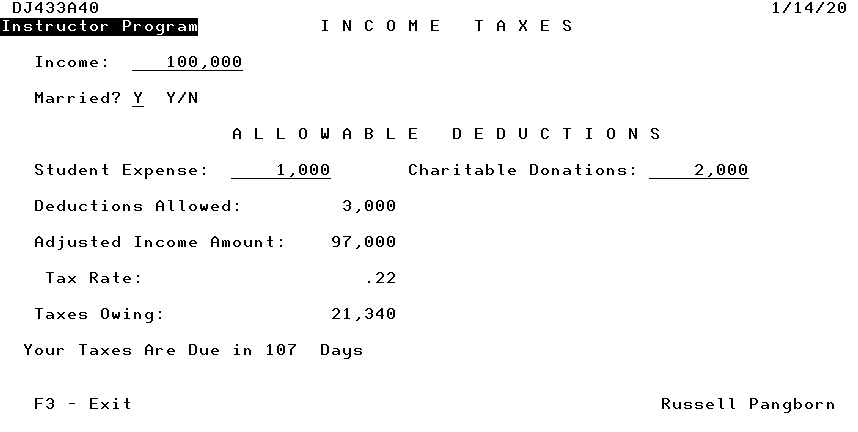 DJ433A40 1/14/20
Instructor Program I N C O M E T A X E S
Income: 100,000
Married? Y Y/N
A L L O W A B L E D E D U C T I O N S
Student Expense: 1,000 Charitable Donations: 2,000
Deductions Allowed: 3,000
Adjusted Income Amount: 97,000
Tax Rate: .22
Taxes Owing: 21,340
Your Taxes Are Due in 107 Days
F3 - Exit Russell Pangborn